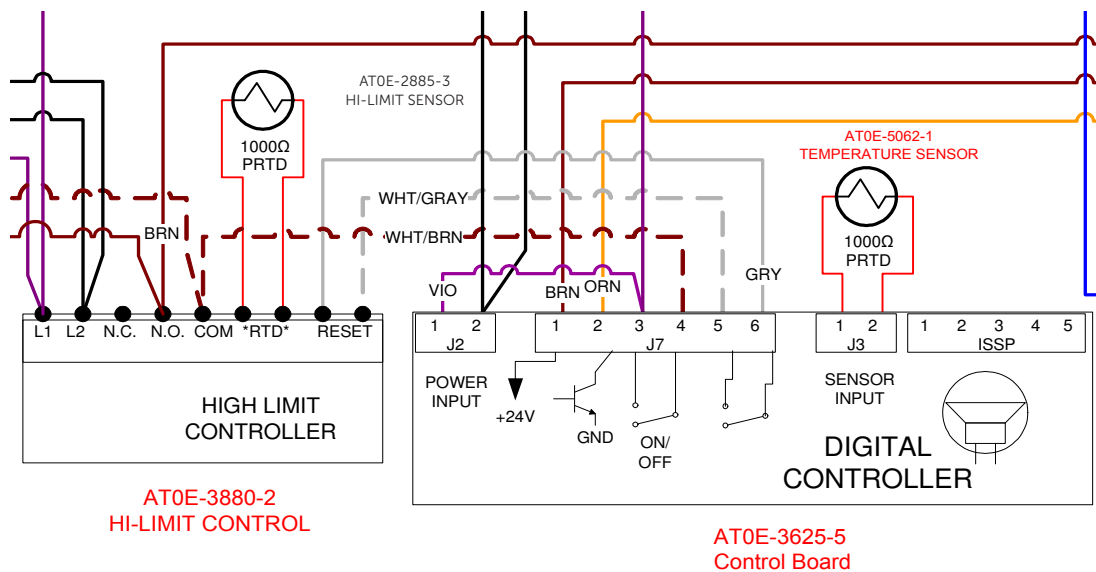 AT0E-2885-3
HI-LIMIT SENSOR
1000Ω
PRTD
AT0E-5062-1
TEMPERATURE SENSOR
1000Ω
PRTD
WHT/GRAY
BRN
WHT/BRN
VIO
BRN
ORN
GRY
L1
L2
N.C.
N.O.
COM
*RTD*
RESET
1
2
J2
1
2
3
4
5
6
J7
1
2
J3
1
2
3
4
5
ISSP
HIGH LIMIT
CONTROLLER
POWER
INPUT
+24V
GND
ON/
OFF
SENSOR
INPUT
DIGITAL
CONTROLLER
AT0E-3880-2
HI-LIMIT CONTROL
AT0E-3625-5
Control Board